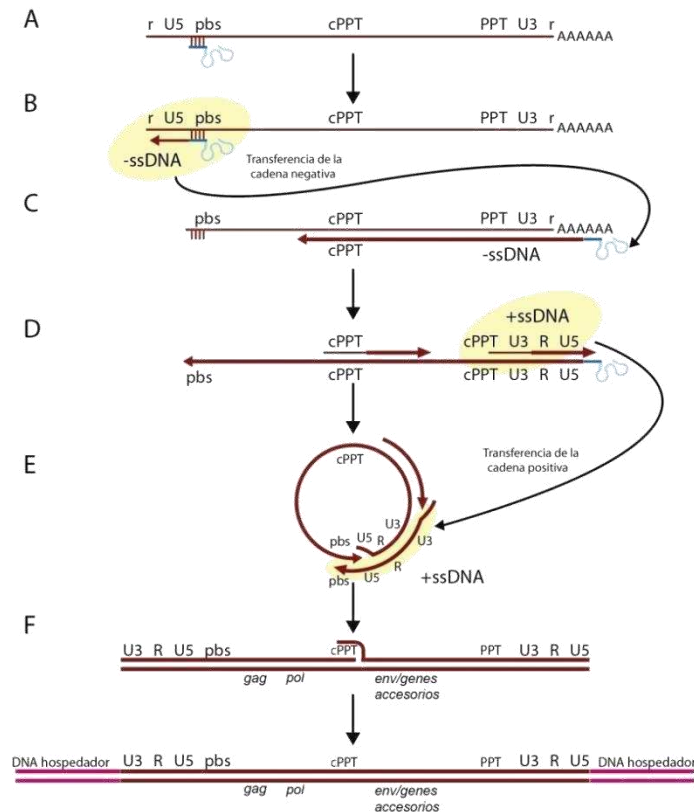 A
r U5 pbs cPPT PPT U3 r AAAAAA
B
r U5 pbs cPPT PPT U3 r AAAAAA
-ssDNA
Transferencia de la
cadena negativa
C
pbs cPPT PPT U3 r AAAAAA
cPPT -ssDNA
D
+ssDNA
cPPT cPPT U3 R U5
pbs cPPT cPPT U3 R U5
Transferencia de la
cadena positiva
E
cPPT
pbs U5 R U3
pbs U5 R U3
+ssDNA
F
U3 R U5 pbs cPPT PPT U3 R U5
gag pol env/genes
accesorios
DNA hospedador U3 R U5 pbs cPPT PPT U3 R U5 DNA hospedador
gag pol env/genes
accesorios